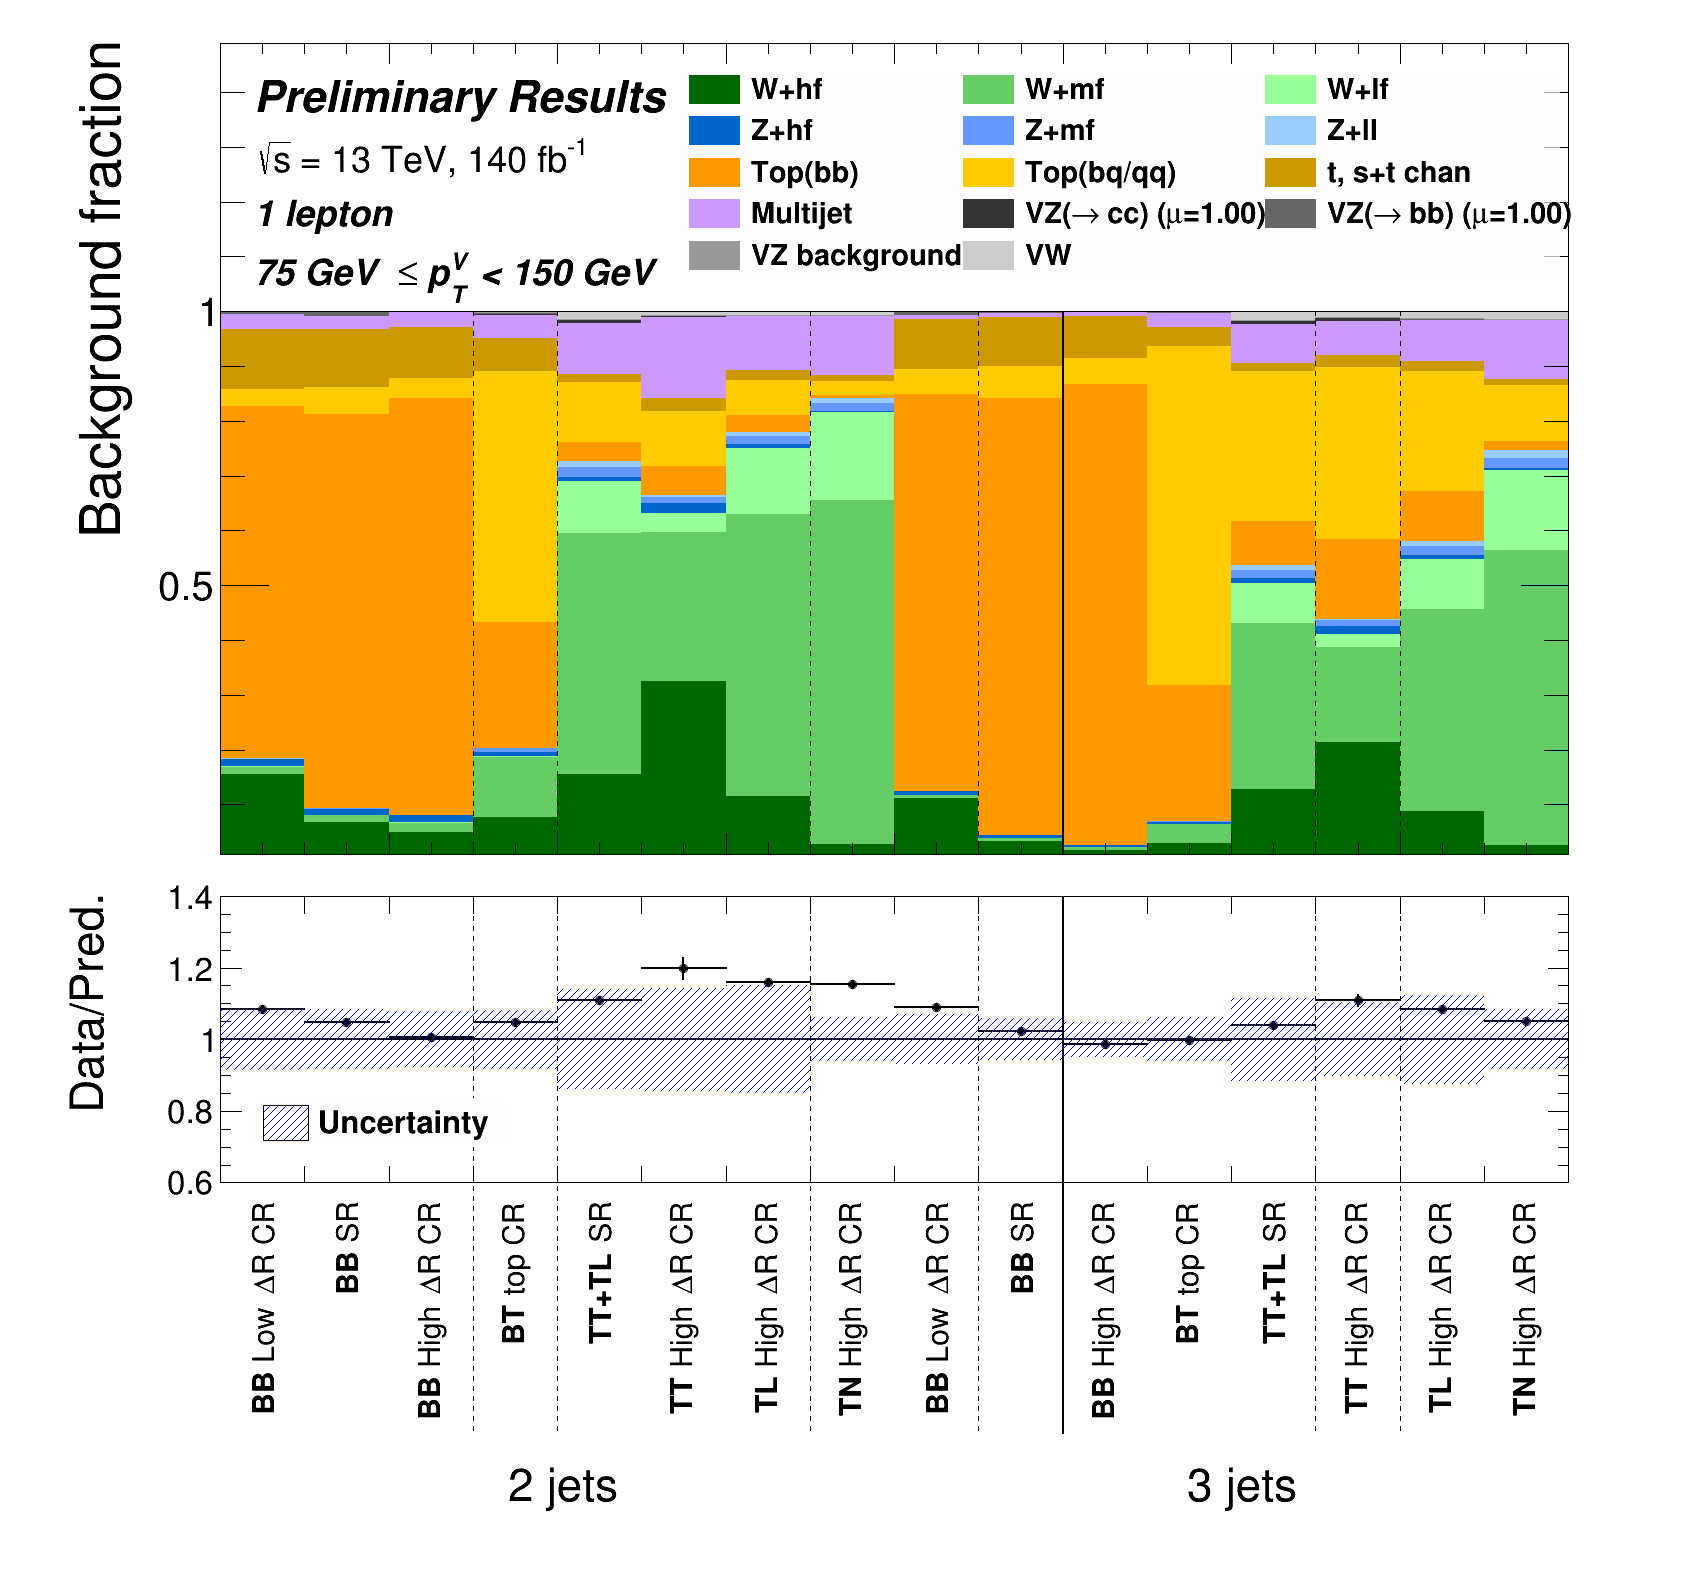 Background fraction
Preliminary Results
√s = 13 TeV, 140 fb⁻¹
1 lepton
75 GeV ≤ p_T^V < 150 GeV
W+hf W+mf W+lf
Z+hf Z+mf Z+ll
Top(bb) Top(bq/qq) t, s+t chan
Multijet VZ(→ cc) (μ=1.00) VZ(→ bb) (μ=1.00)
VZ background VW
1
0.5
Data/Pred.
1.4
1.2
1
0.8
0.6
Uncertainty
BB Low ΔR CR
BB SR
BB High ΔR CR
BT top CR
TT+TL SR
TT High ΔR CR
TL High ΔR CR
TN High ΔR CR
BB Low ΔR CR
BB SR
BB High ΔR CR
BT top CR
TT+TL SR
TT High ΔR CR
TL High ΔR CR
TN High ΔR CR
2 jets 3 jets